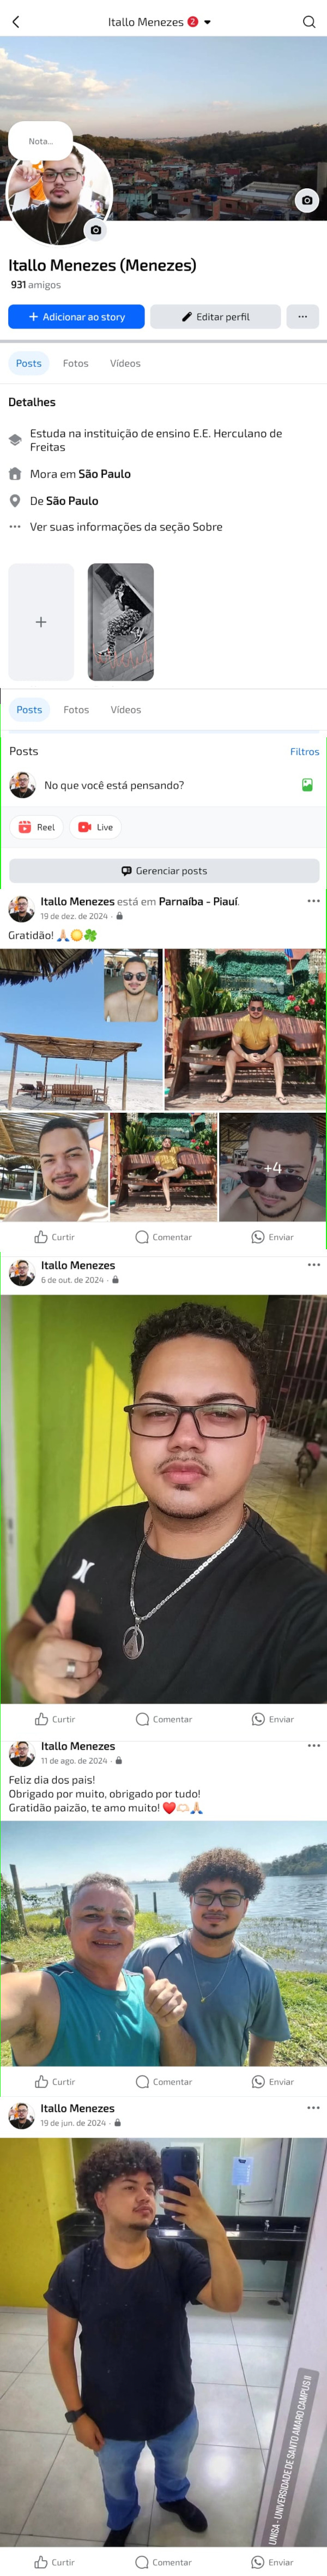 Itallo Menezes 2
Nota...
Itallo Menezes (Menezes)
931 amigos
+ Adicionar ao story
Editar perfil
Posts
Fotos
Vídeos
Detalhes
Estuda na instituição de ensino E.E. Herculano de
Freitas
Mora em São Paulo
De São Paulo
Ver suas informações da seção Sobre
Posts
Fotos
Vídeos
Posts
Filtros
No que você está pensando?
Reel
Live
Gerenciar posts
Itallo Menezes está em Parnaíba - Piauí.
19 de dez. de 2024
Gratidão! 🙏🏻🌞🍀
+4
Curtir
Comentar
Enviar
Itallo Menezes
6 de out. de 2024
Curtir
Comentar
Enviar
Itallo Menezes
11 de ago. de 2024
Feliz dia dos pais!
Obrigado por muito, obrigado por tudo!
Gratidão paizão, te amo muito! ❤️🫶🏻🙏🏻
Curtir
Comentar
Enviar
Itallo Menezes
19 de jun. de 2024
UNISA - UNIVERSIDADE DE SANTO AMARO CAMPUS II
Curtir
Comentar
Enviar